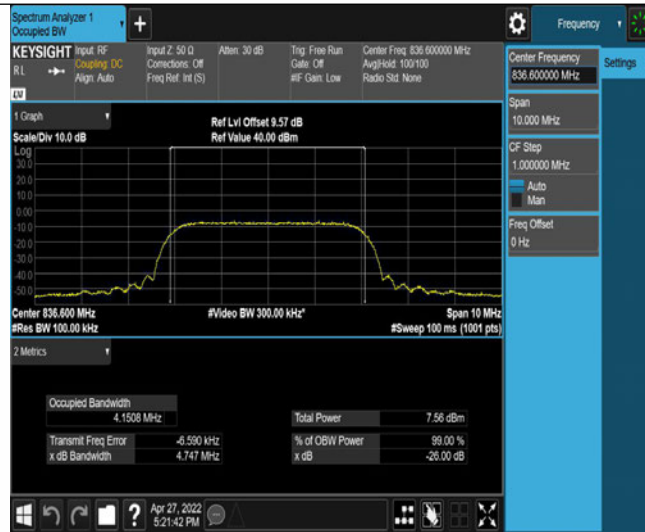 Spectrum Analyzer 1
Occupied BW
Frequency
KEYSIGHT
RL
Input: RF
Coupling: DC
Align: Auto
Input Z: 50 Ω
Corrections: Off
Freq Ref: Int (S)
Atten: 30 dB
Trig: Free Run
Gate: Off
#IF Gain: Low
Center Freq: 836.600000 MHz
Avg|Hold: 100/100
Radio Std: None
LXI
1 Graph
Scale/Div 10.0 dB
Ref Lvl Offset 9.57 dB
Ref Value 40.00 dBm
Log
30.0
20.0
10.0
0.00
-10.0
-20.0
-30.0
-40.0
-50.0
Center 836.600 MHz
#Res BW 100.00 kHz
#Video BW 300.00 kHz*
Span 10 MHz
#Sweep 100 ms (1001 pts)
2 Metrics
Occupied Bandwidth
4.1508 MHz
Total Power 7.56 dBm
Transmit Freq Error -6.590 kHz
% of OBW Power 99.00 %
x dB Bandwidth 4.747 MHz
x dB -26.00 dB
Apr 27, 2022
5:21:42 PM
Center Frequency
836.600000 MHz
Settings
Span
10.000 MHz
CF Step
1.000000 MHz
Auto
Man
Freq Offset
0 Hz